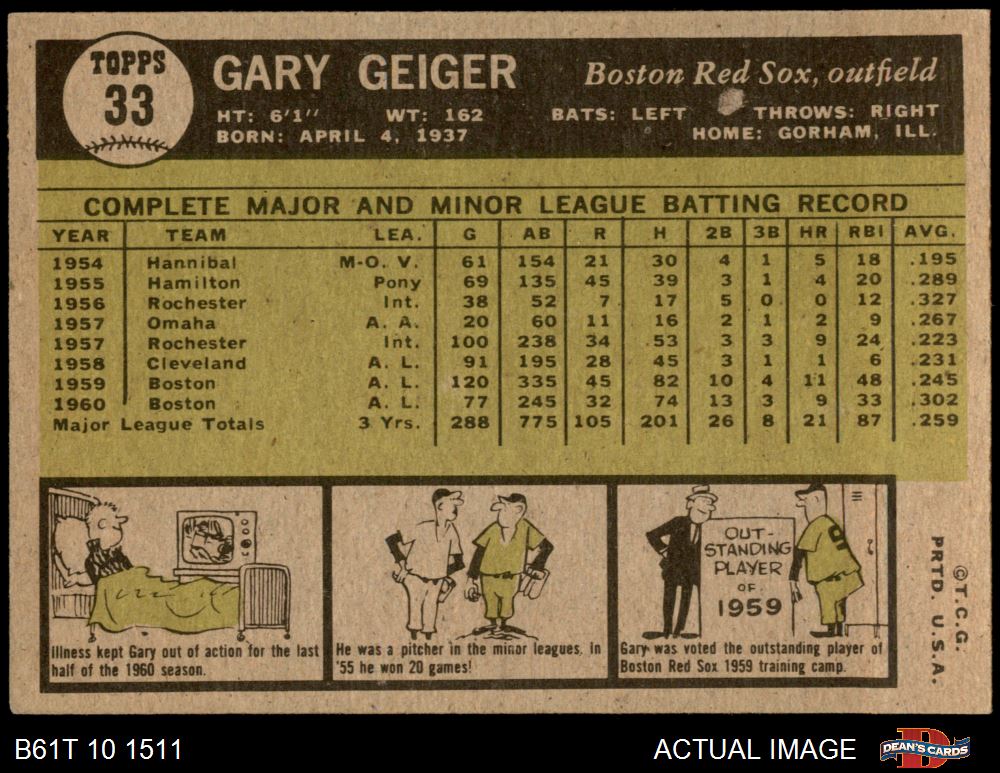 TOPPS
33
GARY GEIGER
Boston Red Sox, outfield
HT: 6'1" WT: 162 BATS: LEFT THROWS: RIGHT
BORN: APRIL 4, 1937 HOME: GORHAM, ILL.
COMPLETE MAJOR AND MINOR LEAGUE BATTING RECORD
YEAR TEAM LEA. G AB R H 2B 3B HR RBI AVG.
1954 Hannibal M-O. V. 61 154 21 30 4 1 5 18 .195
1955 Hamilton Pony 69 135 45 39 3 1 4 20 .289
1956 Rochester Int. 38 52 7 17 5 0 0 12 .327
1957 Omaha A. A. 20 60 11 16 2 1 2 9 .267
1957 Rochester Int. 100 238 34 53 3 3 9 24 .223
1958 Cleveland A. L. 91 195 28 45 3 1 1 6 .231
1959 Boston A. L. 120 335 45 82 10 4 11 48 .245
1960 Boston A. L. 77 245 32 74 13 3 9 33 .302
Major League Totals 3 Yrs. 288 775 105 201 26 8 21 87 .259
Illness kept Gary out of action for the last
half of the 1960 season.
He was a pitcher in the minor leagues. In
'55 he won 20 games!
OUT-
STANDING
PLAYER
OF
1959
9
Gary was voted the outstanding player of
Boston Red Sox 1959 training camp.
©T.C.G.
PRTD. U.S.A.
B61T 10 1511
ACTUAL IMAGE
DEAN'S CARDS